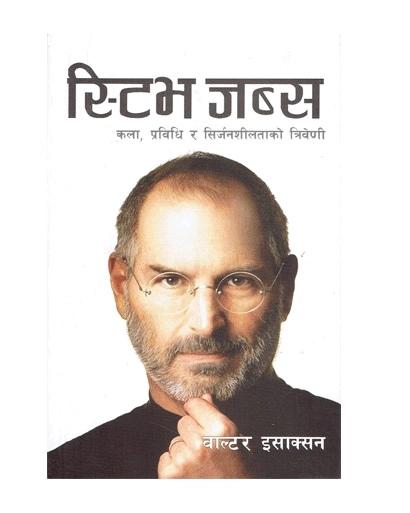 स्टिभ जब्स
कला, प्रविधि र सिर्जनशीलताको त्रिवेणी
वाल्टर इसाक्सन